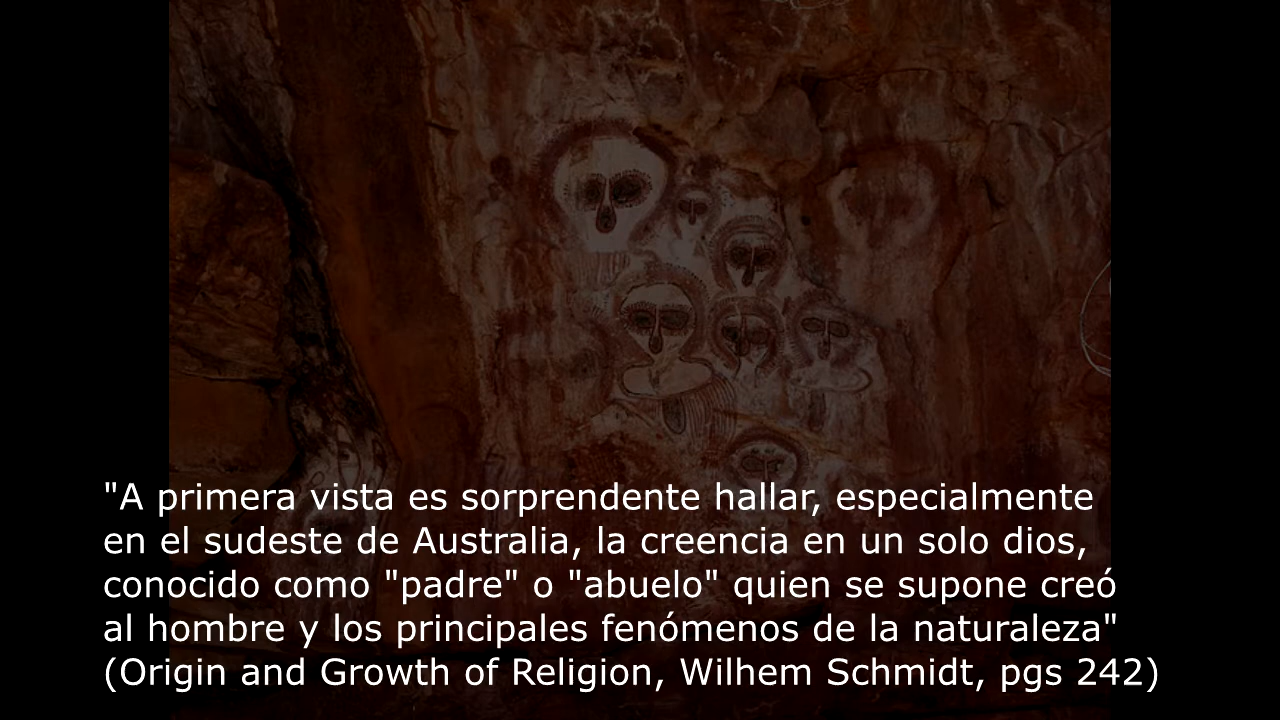 "A primera vista es sorprendente hallar, especialmente
en el sudeste de Australia, la creencia en un solo dios,
conocido como "padre" o "abuelo" quien se supone creó
al hombre y los principales fenómenos de la naturaleza"
(Origin and Growth of Religion, Wilhem Schmidt, pgs 242)